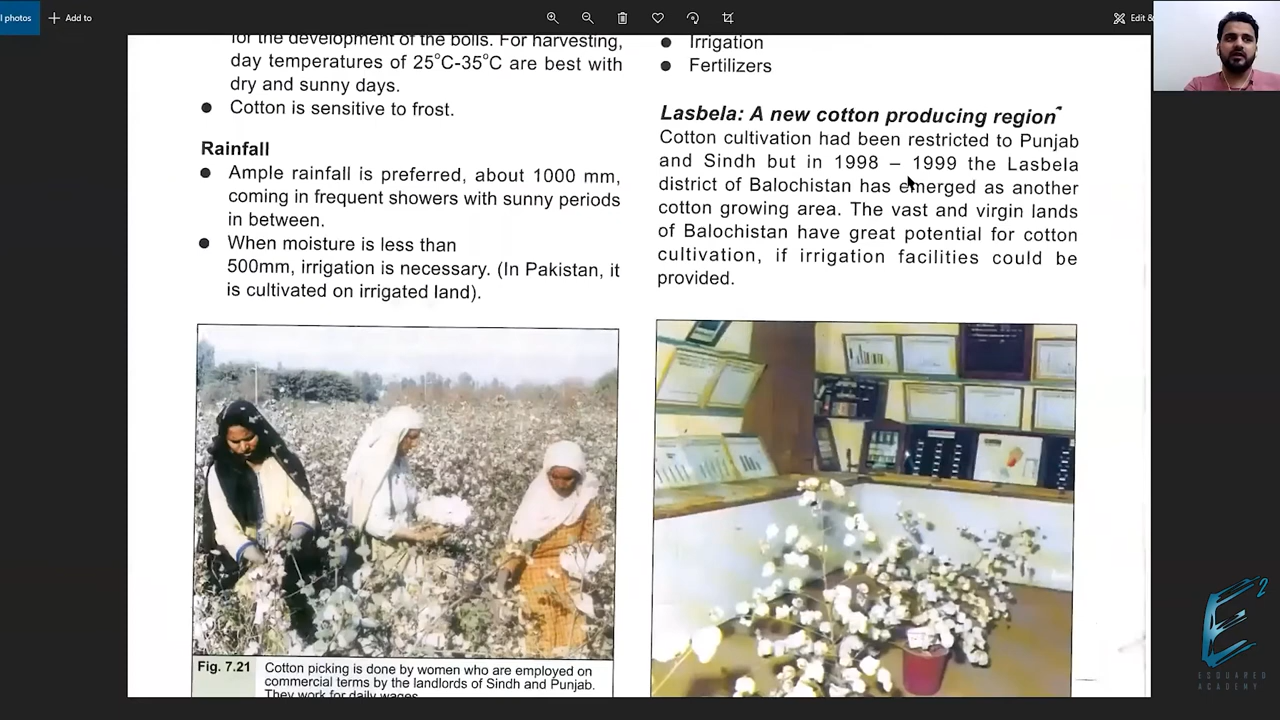 l photos
Add to
Edit &
for the development of the bolls. For harvesting,
day temperatures of 25°C-35°C are best with
dry and sunny days.
● Cotton is sensitive to frost.
Rainfall
● Ample rainfall is preferred, about 1000 mm,
coming in frequent showers with sunny periods
in between.
● When moisture is less than
500mm, irrigation is necessary. (In Pakistan, it
is cultivated on irrigated land).
Fig. 7.21 Cotton picking is done by women who are employed on
commercial terms by the landlords of Sindh and Punjab.
They work for daily wages
● Irrigation
● Fertilizers
Lasbela: A new cotton producing region
Cotton cultivation had been restricted to Punjab
and Sindh but in 1998 – 1999 the Lasbela
district of Balochistan has emerged as another
cotton growing area. The vast and virgin lands
of Balochistan have great potential for cotton
cultivation, if irrigation facilities could be
provided.
E2
ESQUARED
ACADEMY